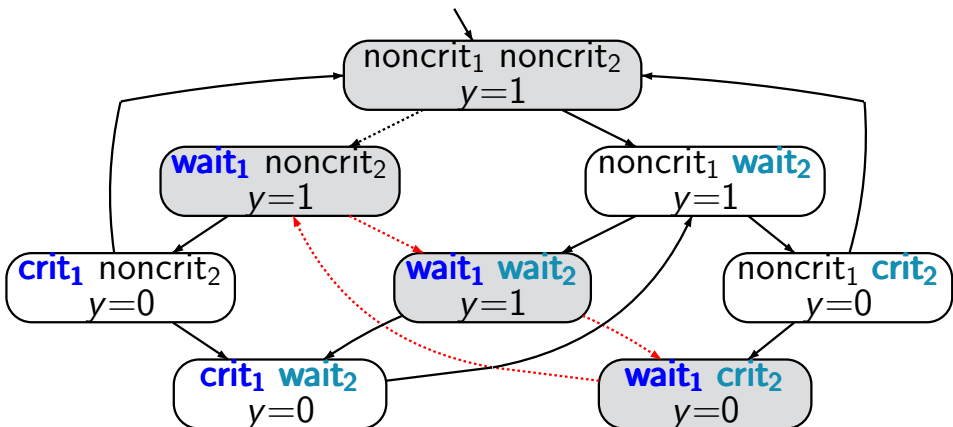 noncrit₁ noncrit₂
y=1
wait₁ noncrit₂
y=1
noncrit₁ wait₂
y=1
crit₁ noncrit₂
y=0
wait₁ wait₂
y=1
noncrit₁ crit₂
y=0
crit₁ wait₂
y=0
wait₁ crit₂
y=0